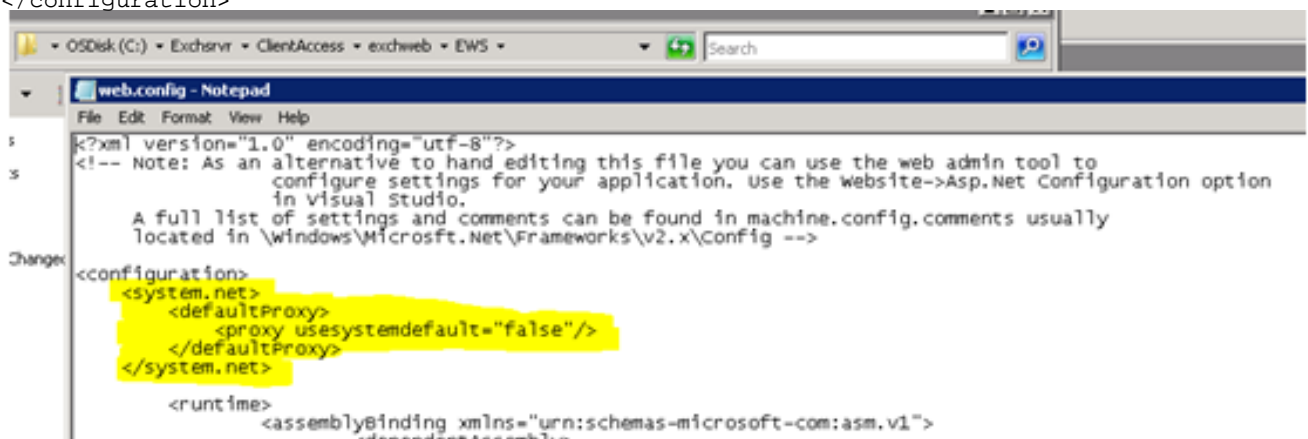 </configuration>
OSDisk (C:) ▾ Exchsrvr ▾ ClientAccess ▾ exchweb ▾ EWS ▾
Search
web.config - Notepad
File Edit Format View Help
<?xml version="1.0" encoding="utf-8"?>
<!-- Note: As an alternative to hand editing this file you can use the web admin tool to
configure settings for your application. Use the Website->Asp.Net Configuration option
in Visual Studio.
A full list of settings and comments can be found in machine.config.comments usually
located in \Windows\Microsft.Net\Frameworks\v2.x\Config -->
Changed
<configuration>
<system.net>
<defaultProxy>
<proxy usesystemdefault="false"/>
</defaultProxy>
</system.net>
<runtime>
<assemblyBinding xmlns="urn:schemas-microsoft-com:asm.v1">
<dependentAssembly>